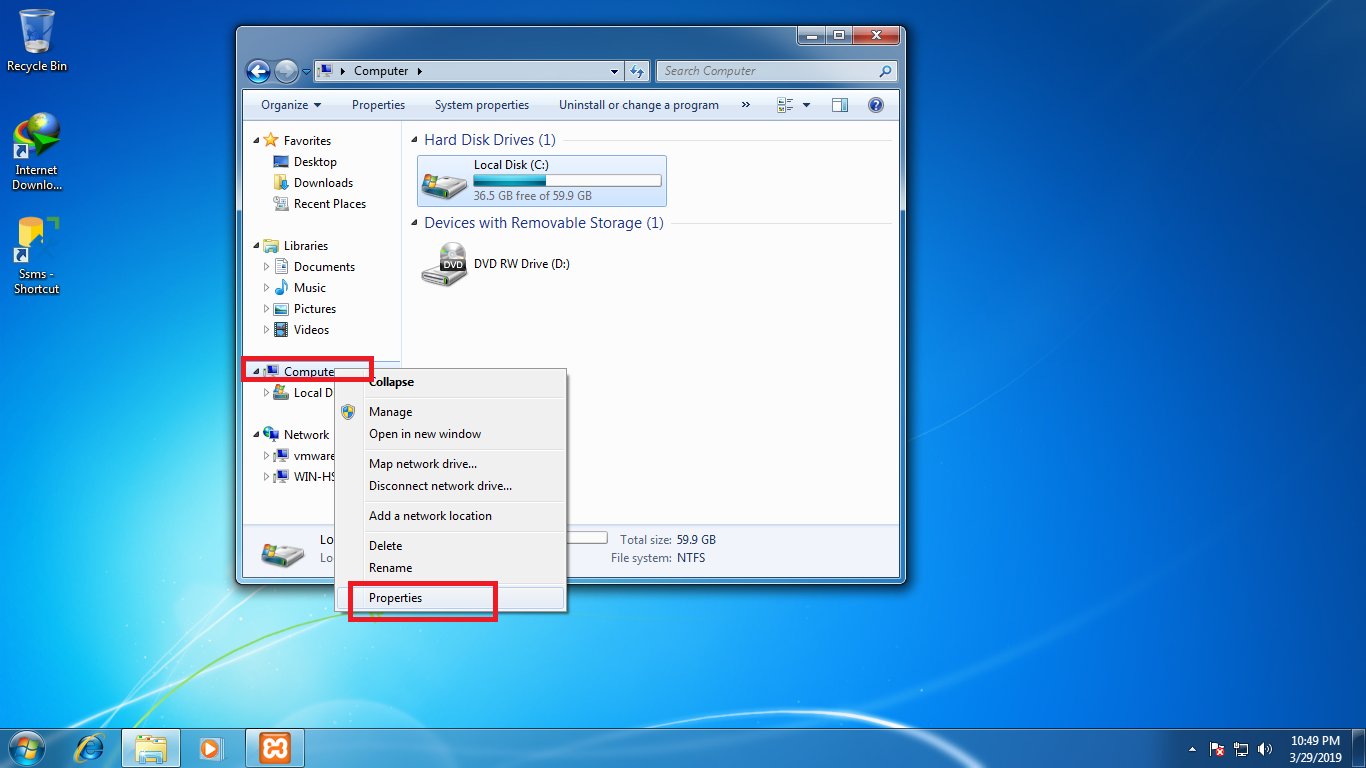 Recycle Bin
Internet
Downlo...
Ssms -
Shortcut
Computer
Search Computer
Organize
Properties
System properties
Uninstall or change a program
»
?
Favorites
Desktop
Downloads
Recent Places
Libraries
Documents
Music
Pictures
Videos
Compute
Local D
Network
vmware
WIN-HS
Hard Disk Drives (1)
Local Disk (C:)
36.5 GB free of 59.9 GB
Devices with Removable Storage (1)
DVD
DVD RW Drive (D:)
Collapse
Manage
Open in new window
Map network drive...
Disconnect network drive...
Add a network location
Delete
Rename
Properties
Lo
Lo
Total size: 59.9 GB
File system: NTFS
10:49 PM
3/29/2019